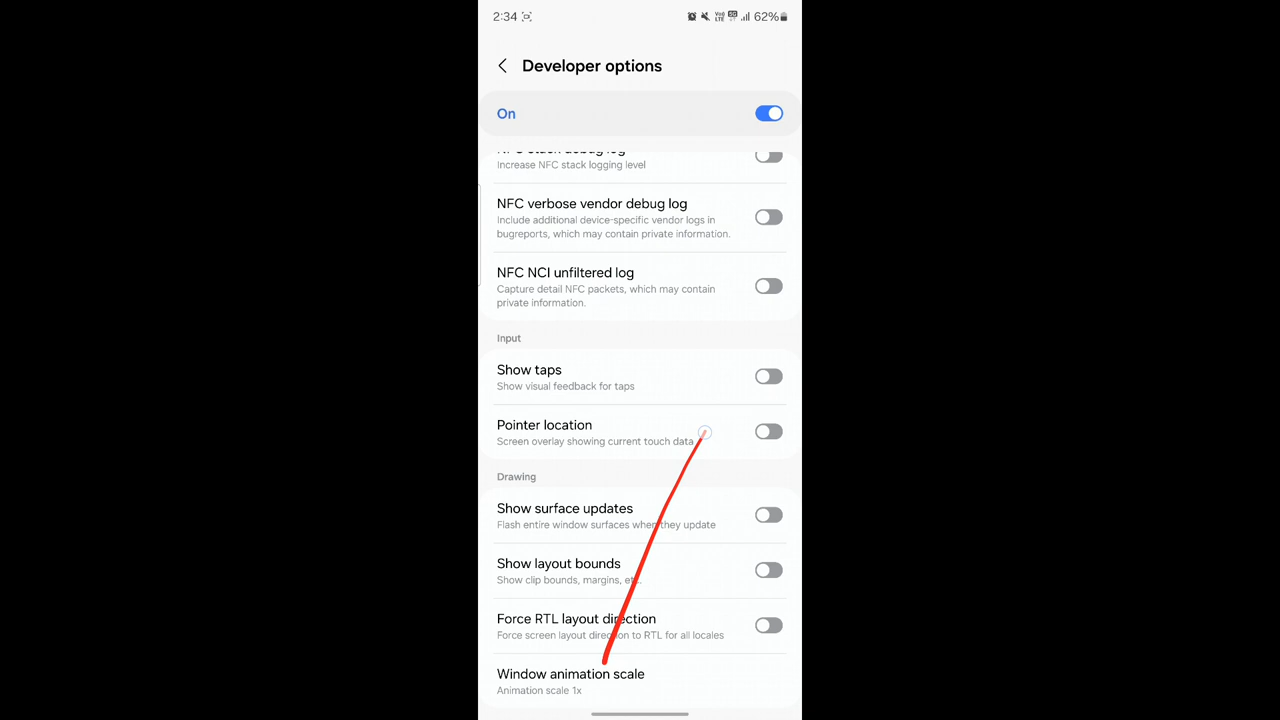 2:34
62%
Developer options
On
NFC stack debug log
Increase NFC stack logging level
NFC verbose vendor debug log
Include additional device-specific vendor logs in
bugreports, which may contain private information.
NFC NCI unfiltered log
Capture detail NFC packets, which may contain
private information.
Input
Show taps
Show visual feedback for taps
Pointer location
Screen overlay showing current touch data
Drawing
Show surface updates
Flash entire window surfaces when they update
Show layout bounds
Show clip bounds, margins, etc.
Force RTL layout direction
Force screen layout direction to RTL for all locales
Window animation scale
Animation scale 1x